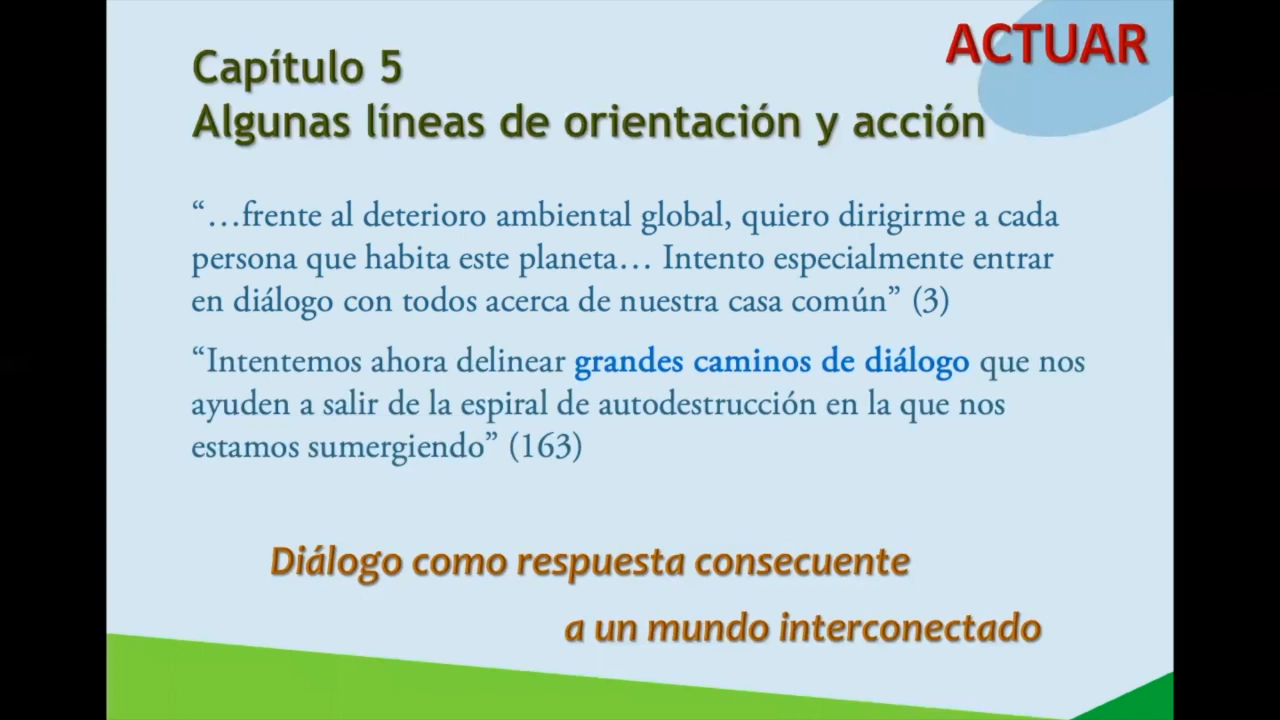 ACTUAR
Capítulo 5
Algunas líneas de orientación y acción
“…frente al deterioro ambiental global, quiero dirigirme a cada
persona que habita este planeta… Intento especialmente entrar
en diálogo con todos acerca de nuestra casa común” (3)
“Intentemos ahora delinear grandes caminos de diálogo que nos
ayuden a salir de la espiral de autodestrucción en la que nos
estamos sumergiendo” (163)
Diálogo como respuesta consecuente
a un mundo interconectado